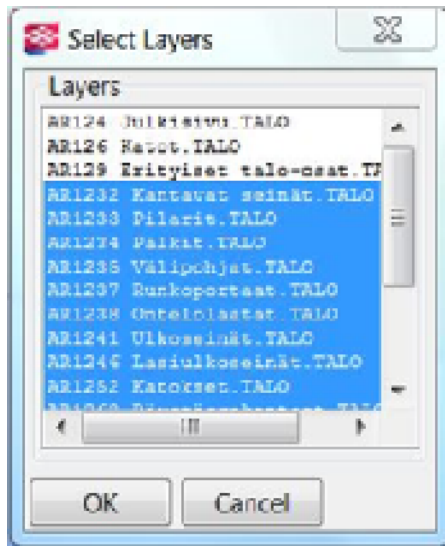 Select Layers
Layers
AR124 Julkisivu.TALO
AR126 Katot.TALO
AR129 Erityiset talo-osat.TA
AR1232 Kantavat seinät.TALO
AR1233 Pilarit.TALO
AR1234 Palkit.TALO
AR1235 Välipohjat.TALO
AR1237 Runkoportaat.TALO
AR1238 Ontelolaatat.TALO
AR1241 Ulkoseinät.TALO
AR1246 Lasiulkoseinät.TALO
AR1252 Katokset.TALO
OK
Cancel